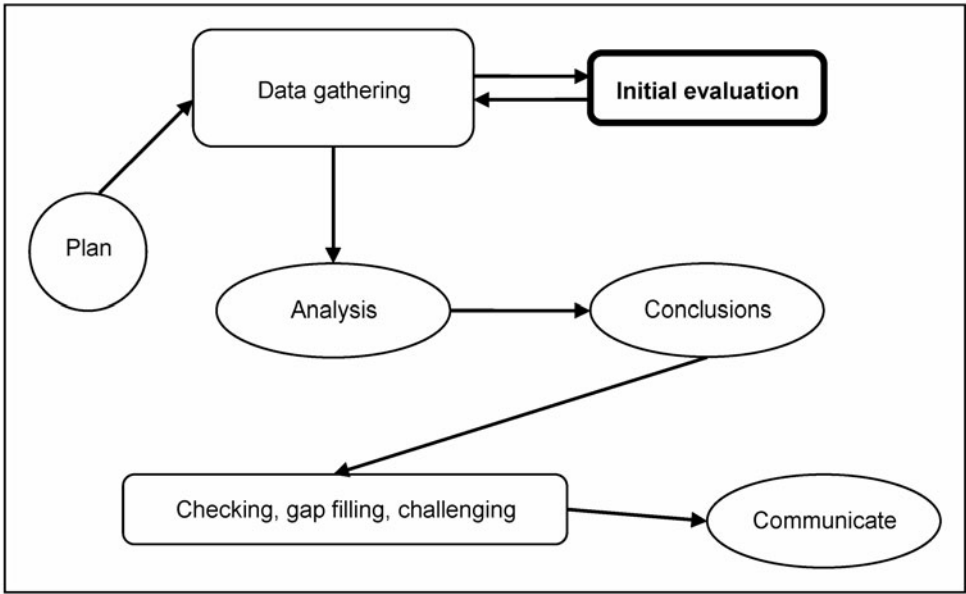 Data gathering
Initial evaluation
Plan
Analysis
Conclusions
Checking, gap filling, challenging
Communicate